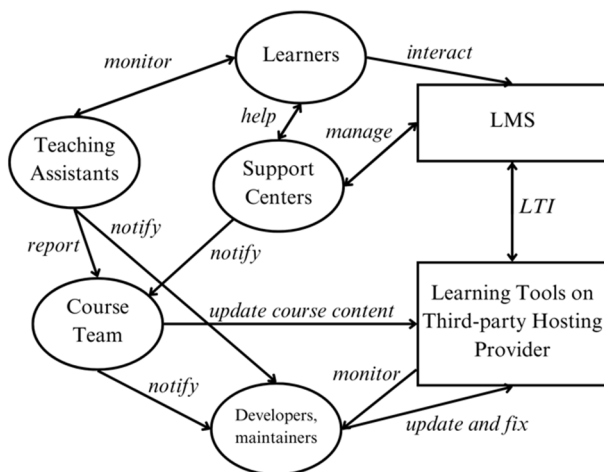 Learners
monitor
interact
help
manage
LMS
Teaching
Assistants
Support
Centers
LTI
report
notify
notify
Course
Team
update course content
Learning Tools on
Third-party Hosting
Provider
notify
monitor
Developers,
maintainers
update and fix